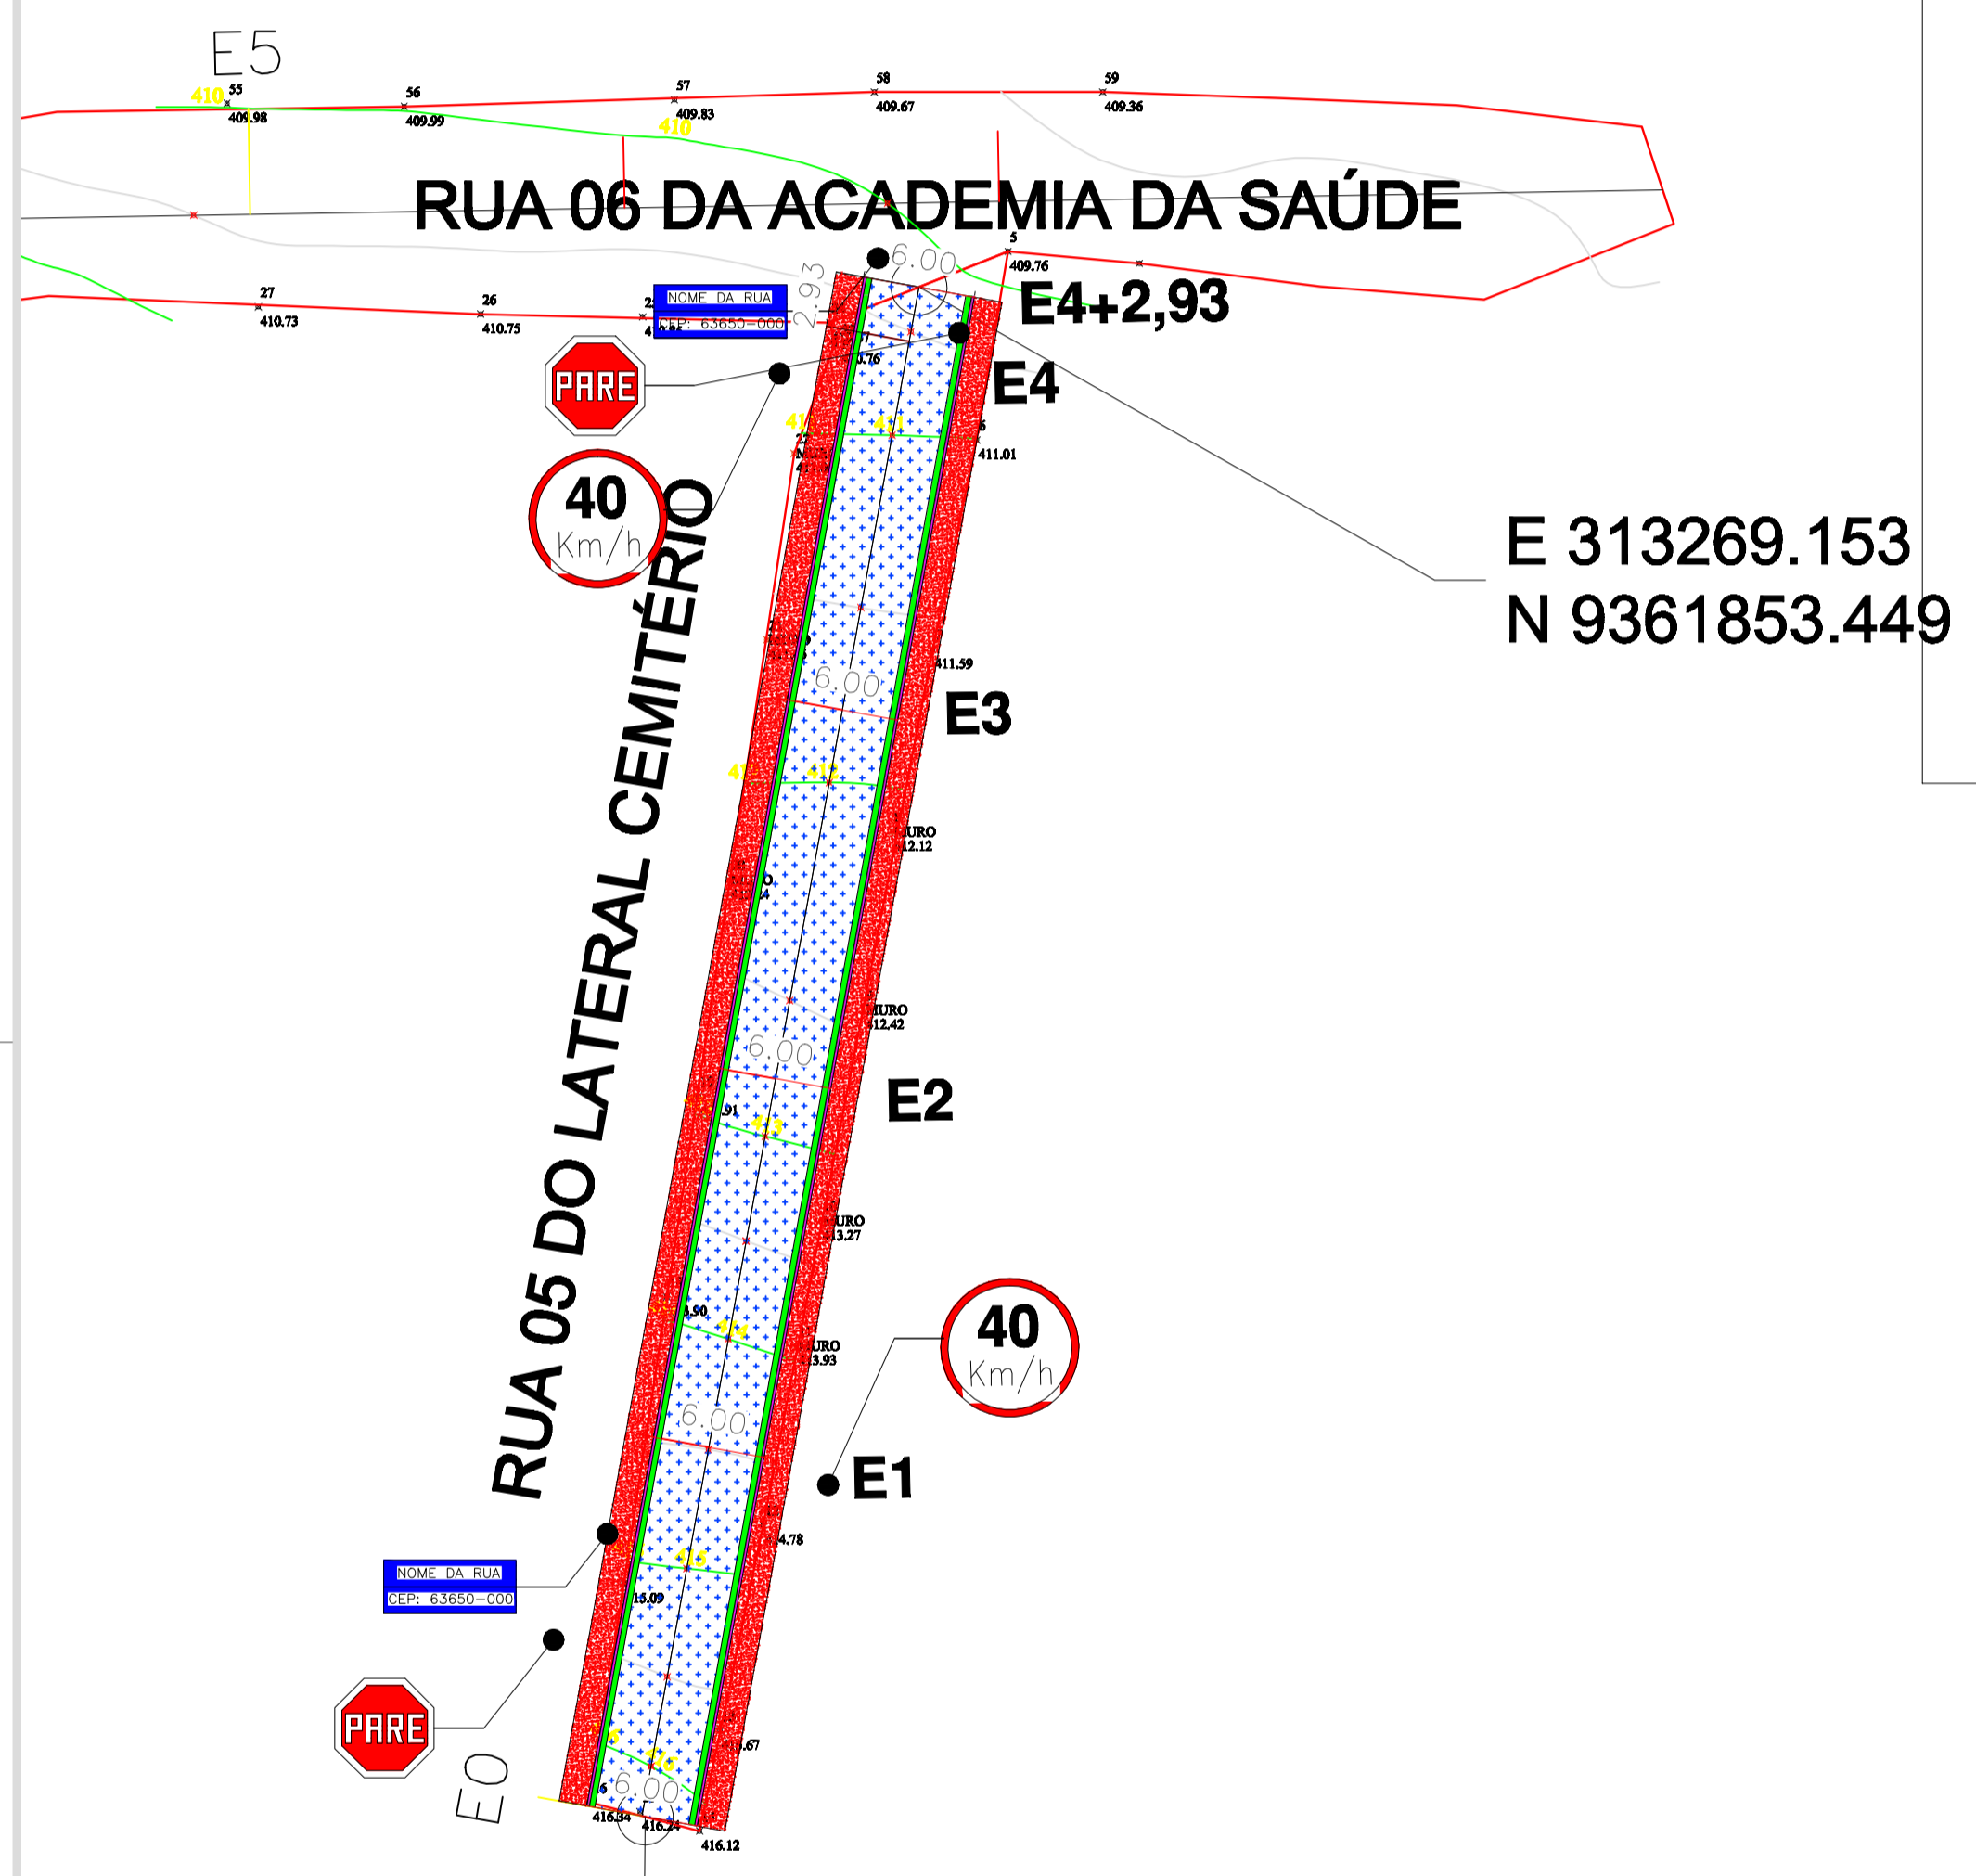 E5
410
55
409.98
56
409.99
57
409.83
410
58
409.67
59
409.36
RUA 06 DA ACADEMIA DA SAÚDE
5
409.76
6.00
2.93
E4+2,93
27
410.73
26
410.75
NOME DA RUA
CEP: 63650-000
PARE
E4
411.01
40
Km/h
E 313269.153
N 9361853.449
411.59
6.00
E3
RUA 05 DO LATERAL CEMITÉRIO
412
6.00
E2
40
Km/h
6.00
E1
NOME DA RUA
CEP: 63650-000
PARE
E0
6.00
416.34
416.24
416.12